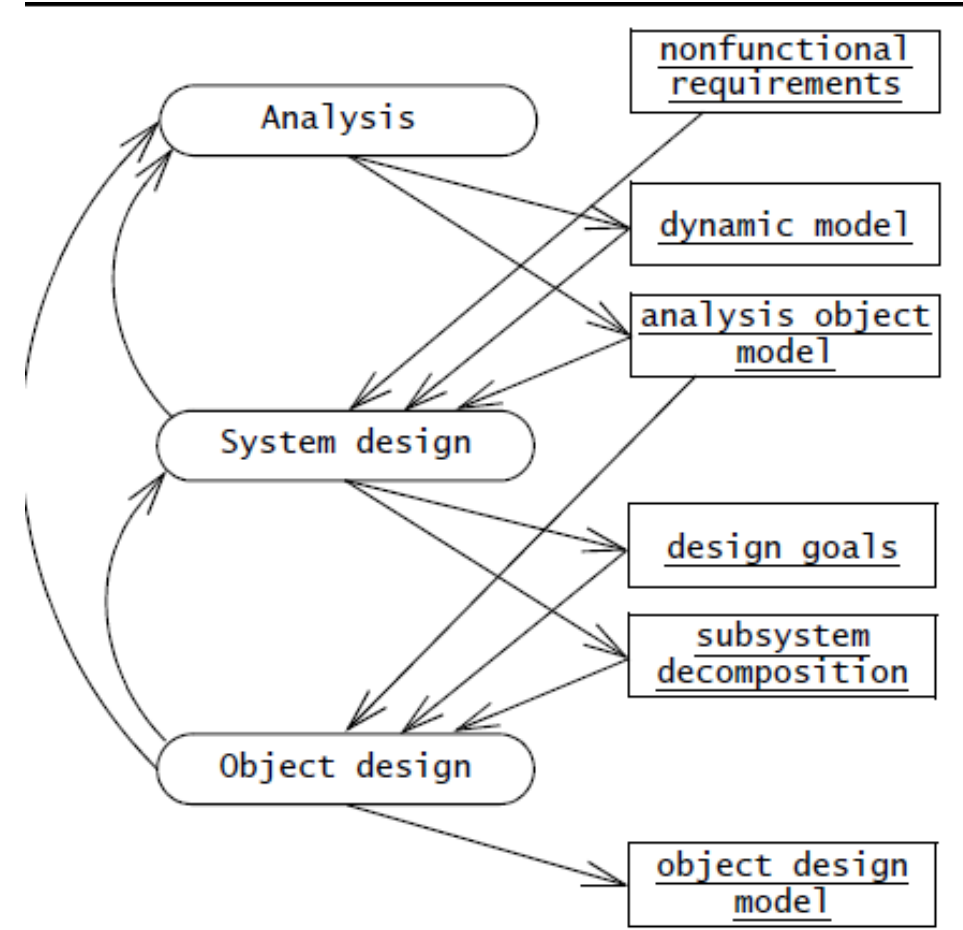 nonfunctional
requirements
Analysis
dynamic model
analysis object
model
System design
design goals
subsystem
decomposition
Object design
object design
model